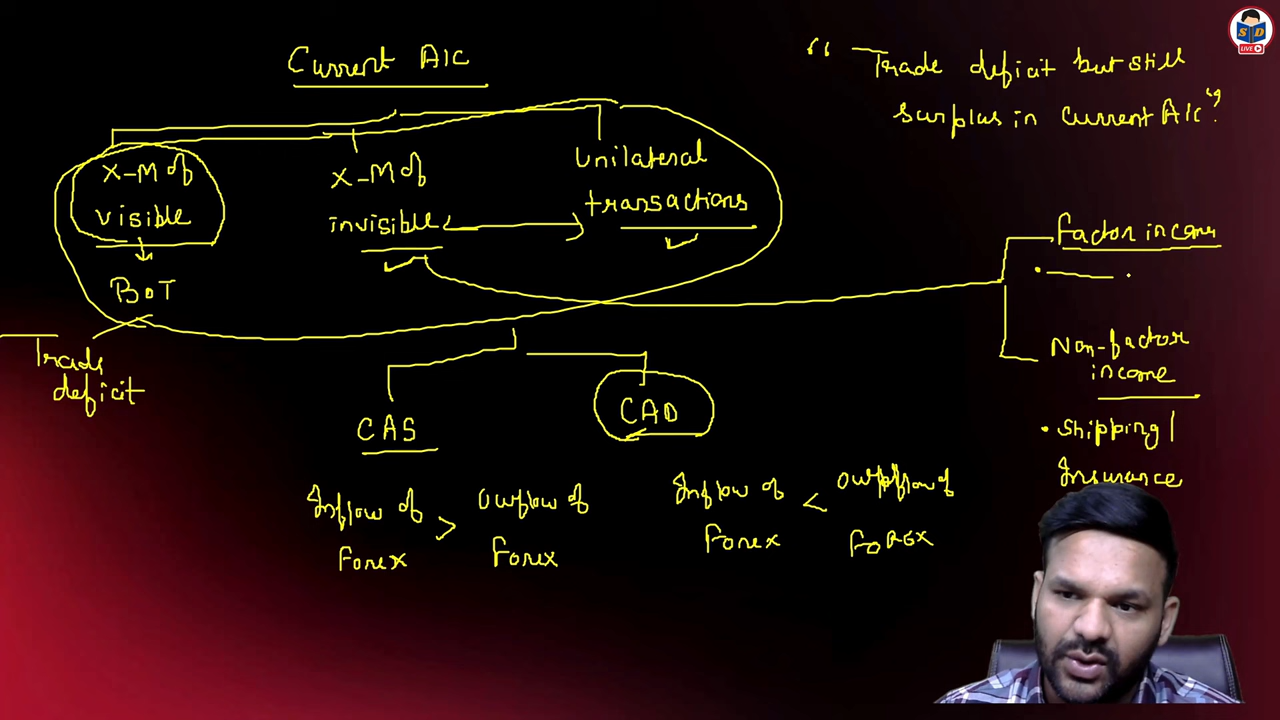 Current A/C
X-M of
visible
BoT
Trade
deficit
X-M of
invisible
Unilateral
transactions
CAS
CAD
Inflow of
Forex
>
Outflow of
Forex
Inflow of
Forex
<
Outflow of
FOREX
" Trade deficit but still
surplus in current A/C"?
Factor income
Non-factor
income
• Shipping/
Insurance
S D
LIVE